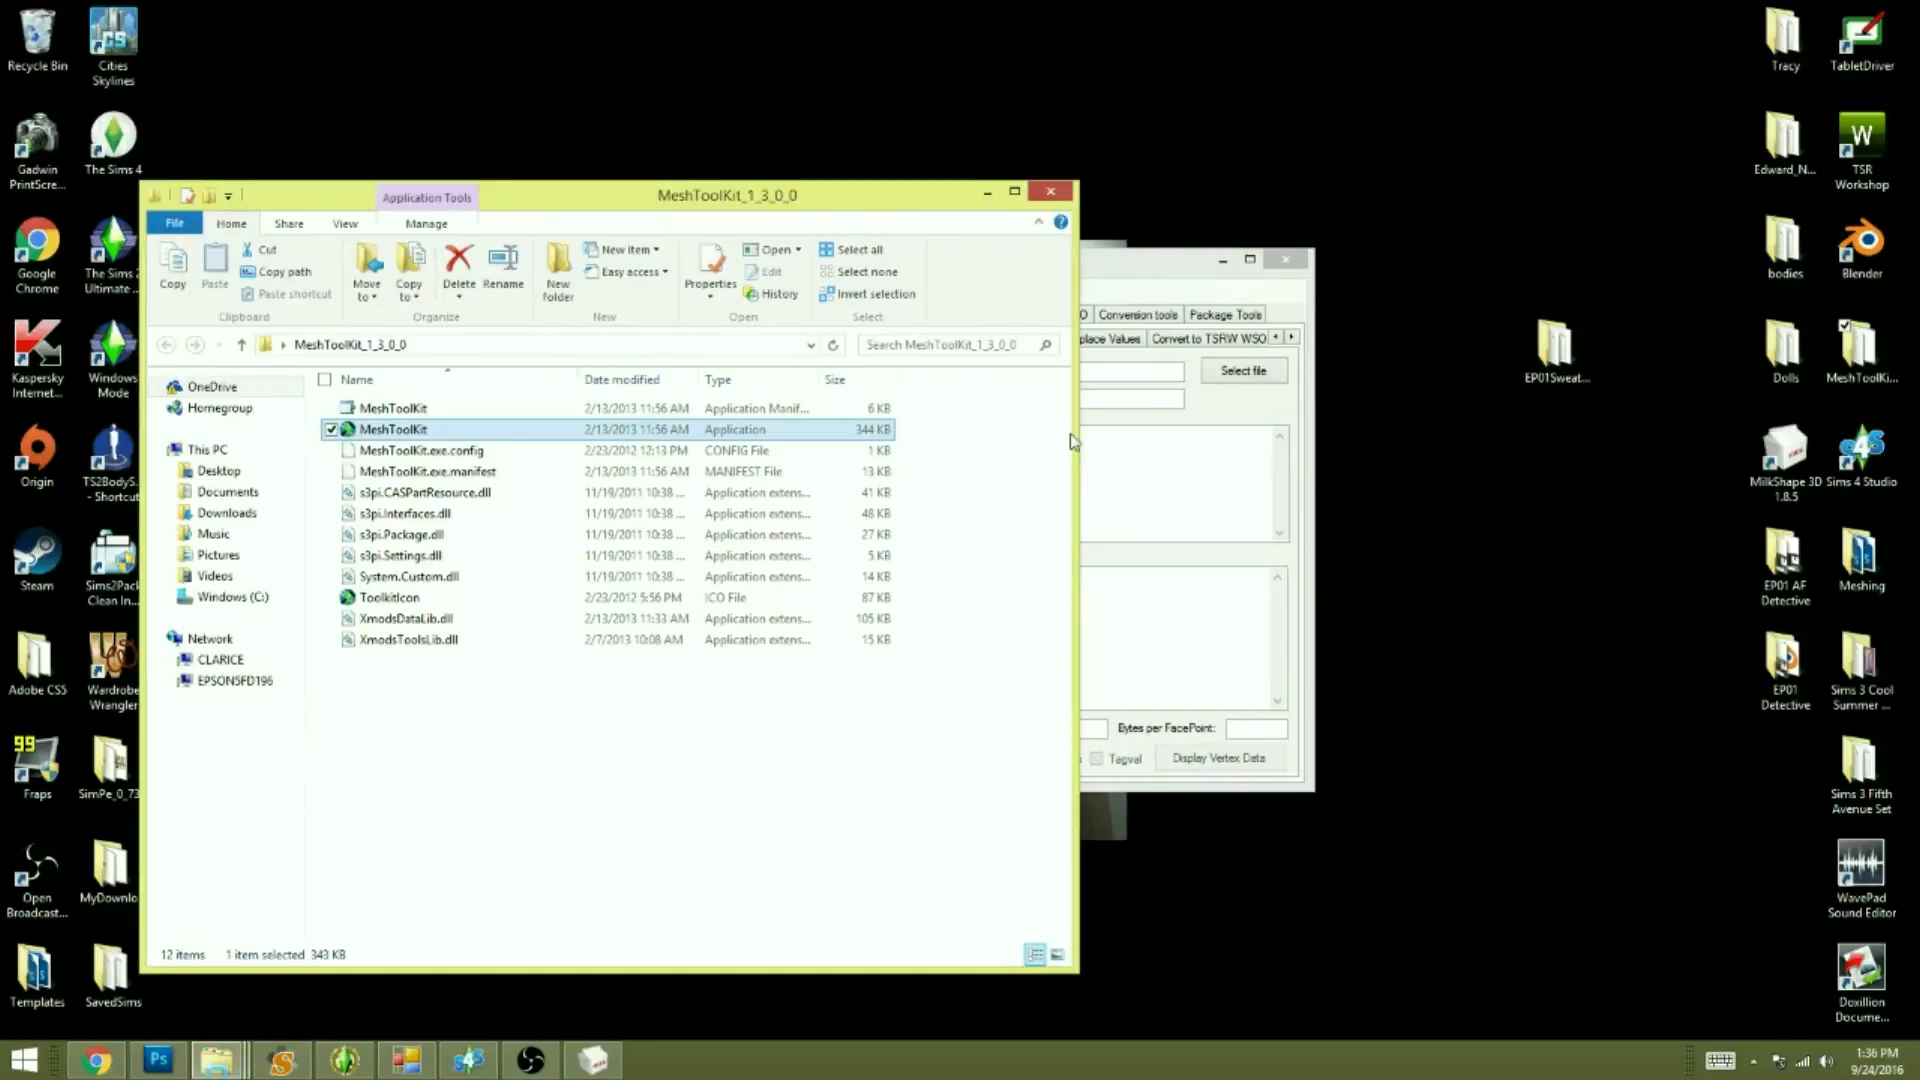 Recycle Bin
Cities Skylines
Gadwin PrintScre...
The Sims 4
Google Chrome
The Sims 2 Ultimate ...
Kaspersky Internet...
Windows Mode
Origin
TS2BodyS... - Shortcut
Steam
Sims2Pack Clean In...
Adobe CS5
Wardrobe Wrangler
99
Fraps
SimPe_0_73
Open Broadcast...
MyDownlo
Templates
SavedSims
Application Tools
MeshToolKit_1_3_0_0
File
Home
Share
View
Manage
Copy
Paste
Cut
Copy path
Paste shortcut
Clipboard
Move to
Copy to
Delete
Rename
Organize
New folder
New item
Easy access
New
Properties
Open
Edit
History
Open
Select all
Select none
Invert selection
Select
MeshToolKit_1_3_0_0
Search MeshToolKit_1_3_0_0
OneDrive
Homegroup
This PC
Desktop
Documents
Downloads
Music
Pictures
Videos
Windows (C:)
Network
CLARICE
EPSON5FD196
Name Date modified Type Size
MeshToolKit 2/13/2013 11:56 AM Application Manif... 6 KB
MeshToolKit 2/13/2013 11:56 AM Application 344 KB
MeshToolKit.exe.config 2/23/2012 12:13 PM CONFIG File 1 KB
MeshToolKit.exe.manifest 2/13/2013 11:56 AM MANIFEST File 13 KB
s3pi.CASPartResource.dll 11/19/2011 10:38 ... Application extens... 41 KB
s3pi.Interfaces.dll 11/19/2011 10:38 ... Application extens... 48 KB
s3pi.Package.dll 11/19/2011 10:38 ... Application extens... 27 KB
s3pi.Settings.dll 11/19/2011 10:38 ... Application extens... 5 KB
System.Custom.dll 11/19/2011 10:38 ... Application extens... 14 KB
ToolkitIcon 2/23/2012 5:56 PM ICO File 87 KB
XmodsDataLib.dll 2/13/2013 11:33 AM Application extens... 105 KB
XmodsToolsLib.dll 2/7/2013 10:08 AM Application extens... 15 KB
12 items 1 item selected 343 KB
O Conversion tools Package Tools
place Values Convert to TSRW WSO
Select file
Bytes per FacePoint:
s Tagval Display Vertex Data
EP01Sweat...
Tracy
TabletDriver
Edward_N...
W
TSR Workshop
bodies
Blender
Dolls
MeshToolKi...
MilkShape 3D 1.8.5
Sims 4 Studio
EP01 AF Detective
Meshing
EP01 Detective
Sims 3 Cool Summer ...
Sims 3 Fifth Avenue Set
WavePad Sound Editor
Doxillion Docume...
Ps
1:36 PM
9/24/2016